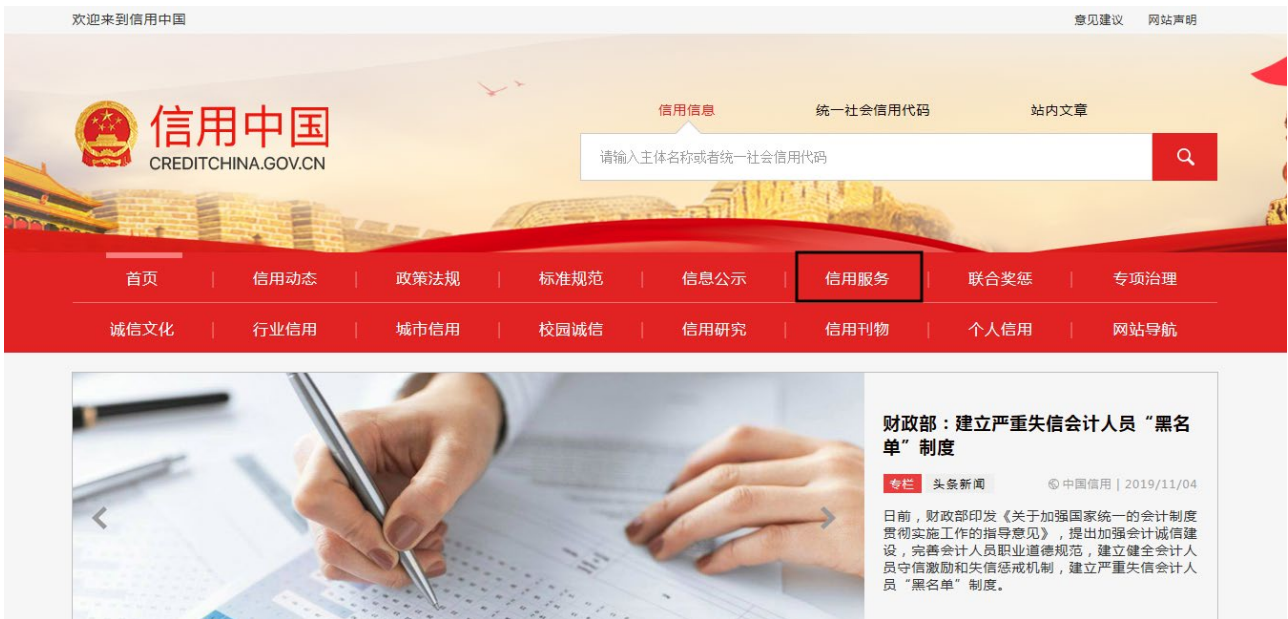 欢迎来到信用中国
意见建议 网站声明
信用中国
CREDITCHINA.GOV.CN
信用信息 统一社会信用代码 站内文章
请输入主体名称或者统一社会信用代码
首页 信用动态 政策法规 标准规范 信息公示 信用服务 联合奖惩 专项治理
诚信文化 行业信用 城市信用 校园诚信 信用研究 信用刊物 个人信用 网站导航
财政部：建立严重失信会计人员“黑名
单”制度
专栏 头条新闻 中国信用 | 2019/11/04
日前，财政部印发《关于加强国家统一的会计制度
贯彻实施工作的指导意见》，提出加强会计诚信建
设，完善会计人员职业道德规范，建立健全会计人
员守信激励和失信惩戒机制，建立严重失信会计人
员“黑名单”制度。